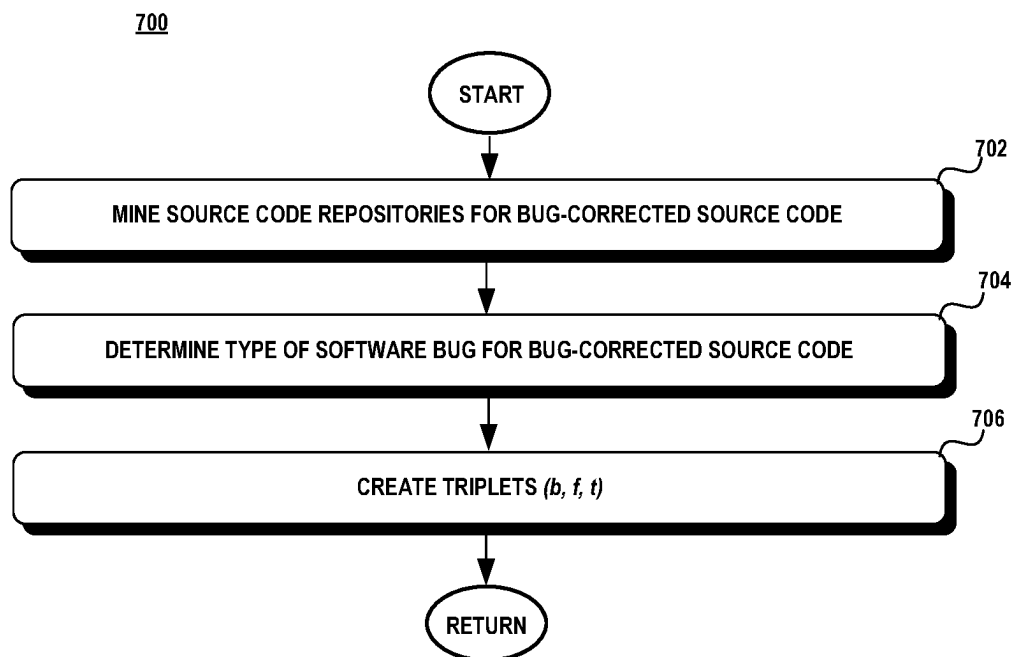 700
START
702
MINE SOURCE CODE REPOSITORIES FOR BUG-CORRECTED SOURCE CODE
704
DETERMINE TYPE OF SOFTWARE BUG FOR BUG-CORRECTED SOURCE CODE
706
CREATE TRIPLETS (b, f, t)
RETURN